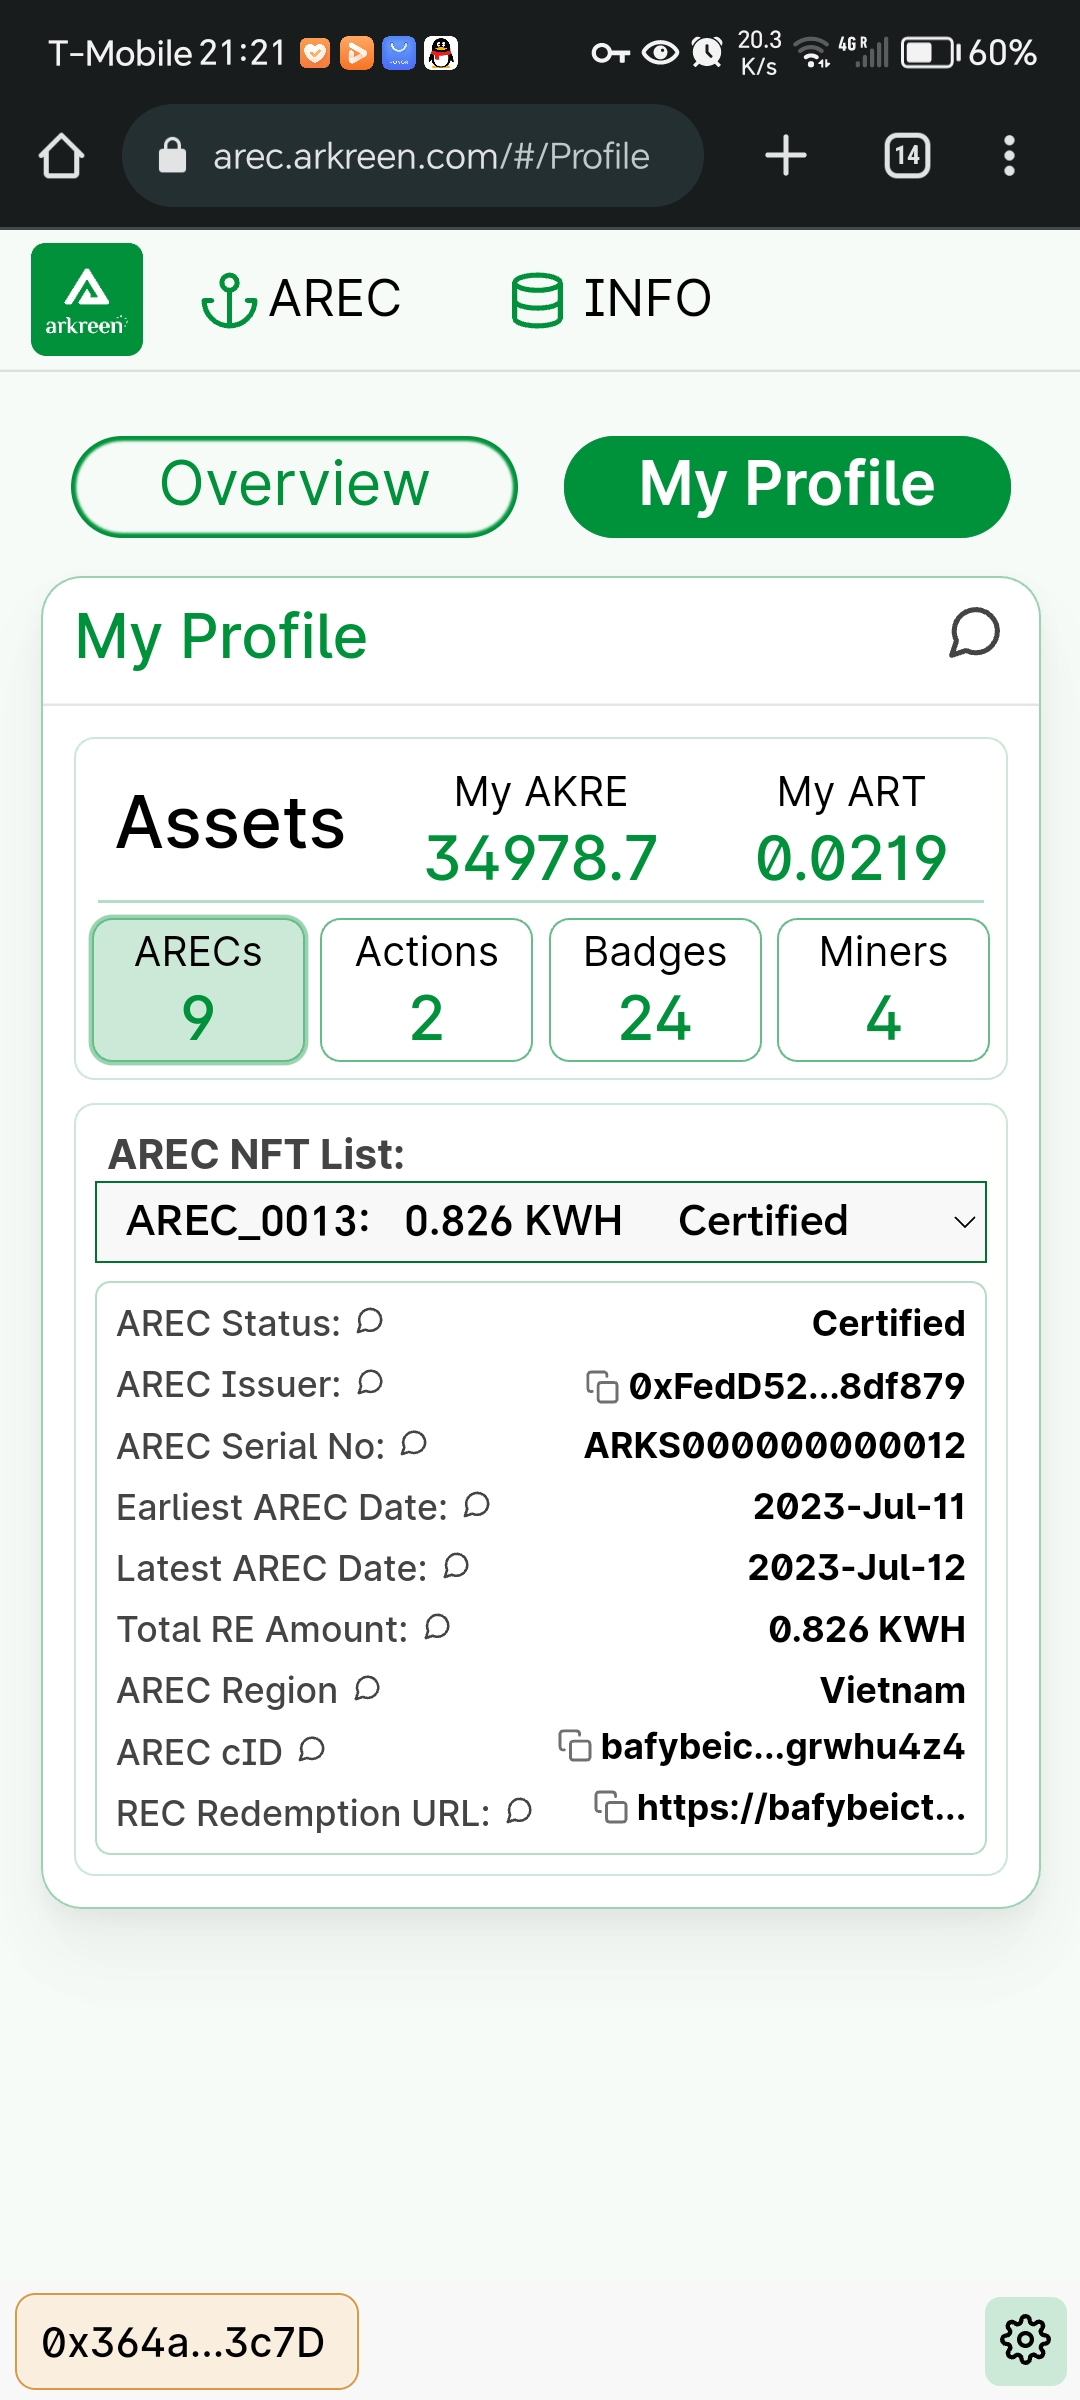 T-Mobile 21:21 20.3 K/s 4G R 60%
arec.arkreen.com/#/Profile 14
arkreen AREC INFO
Overview My Profile
My Profile
Assets My AKRE My ART
34978.7 0.0219
ARECs Actions Badges Miners
9 2 24 4
AREC NFT List:
AREC_0013: 0.826 KWH Certified
AREC Status: Certified
AREC Issuer: 0xFedD52...8df879
AREC Serial No: ARKS000000000012
Earliest AREC Date: 2023-Jul-11
Latest AREC Date: 2023-Jul-12
Total RE Amount: 0.826 KWH
AREC Region Vietnam
AREC cID bafybeic...grwhu4z4
REC Redemption URL: https://bafybeict...
0x364a...3c7D